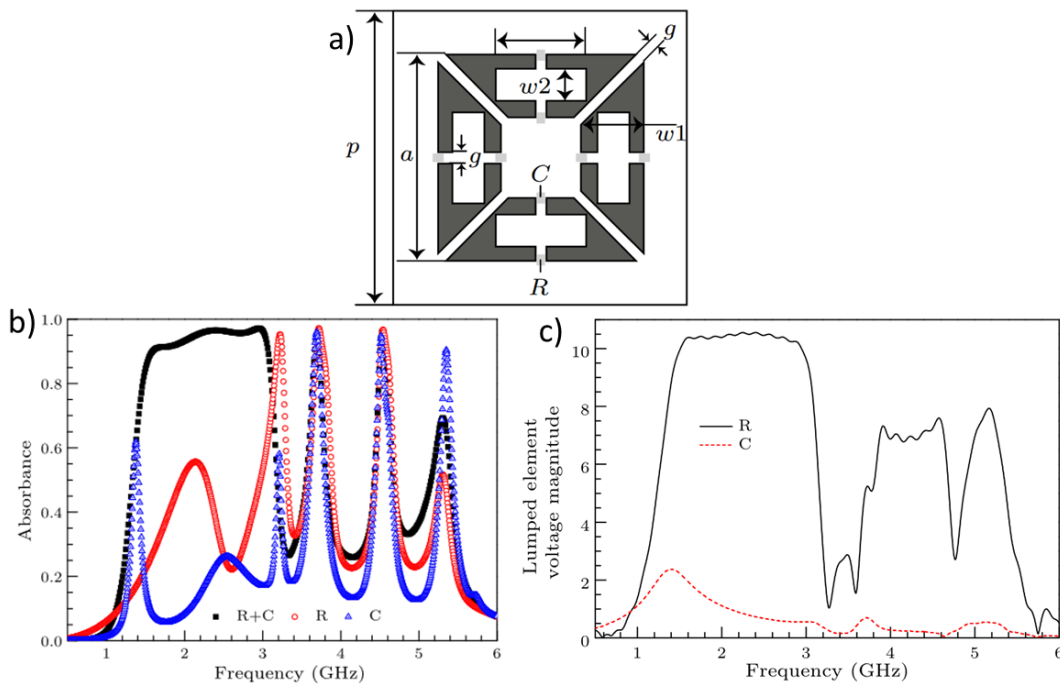 a)
g
w2
w1
p
a
g
C
R
b)
1.0
0.8
0.6
0.4
0.2
0.0
Absorbance
R+C R C
1 2 3 4 5 6
Frequency (GHz)
c)
10
8
6
4
2
0
Lumped element
voltage magnitude
R
C
1 2 3 4 5 6
Frequency (GHz)